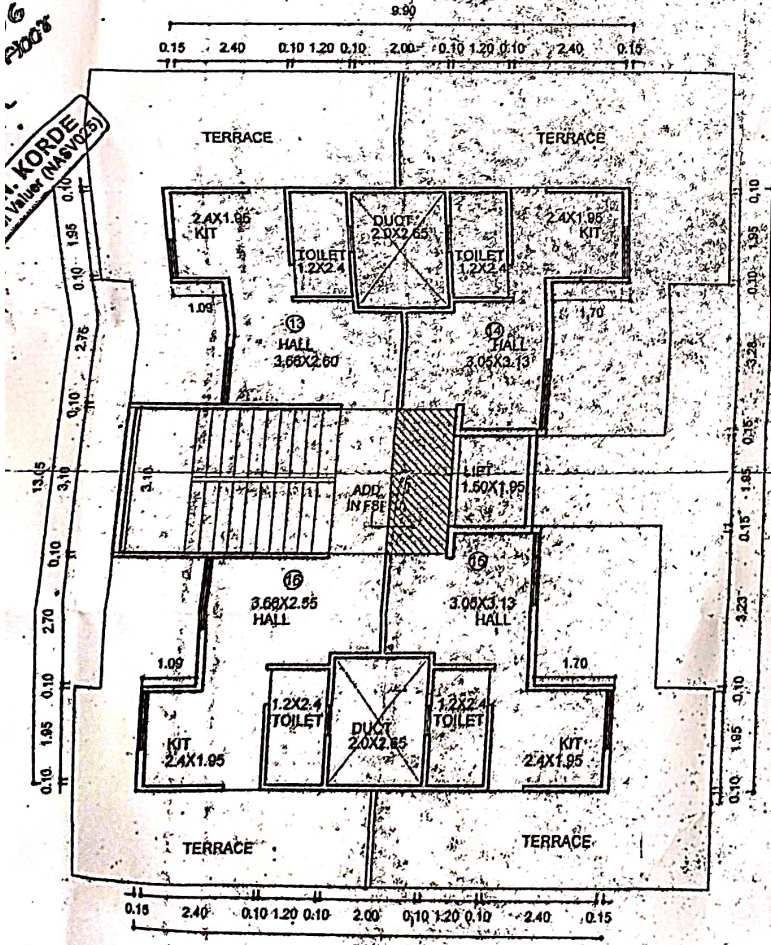 6
9.90
0.15 2.40 0.10 1.20 0.10 2.00 0.10 1.20 0.10 2.40 0.15
N. KORDE
Valuer (NASV025)
TERRACE
TERRACE
2.4X1.95
KIT
DUCT
2.0X2.65
2.4X1.95
KIT
TOILET
1.2X2.4
TOILET
1.2X2.4
0.10
1.95
0.10
2.75
0.10
3.10
0.10
2.70
0.10
1.95
0.10
13.05
0.10
1.95
0.10
3.28
0.15
1.95
0.15
3.23
0.10
1.95
0.10
1.09
1.70
13
HALL
3.66X2.60
14
HALL
3.05X3.13
3.10
ADD
IN FSI
LIFT
1.60X1.95
16
3.66X2.55
HALL
15
3.05X3.13
HALL
1.09
1.70
1.2X2.4
TOILET
DUCT
2.0X2.65
1.2X2.4
TOILET
KIT
2.4X1.95
KIT
2.4X1.95
TERRACE
TERRACE
0.15 2.40 0.10 1.20 0.10 2.00 0.10 1.20 0.10 2.40 0.15